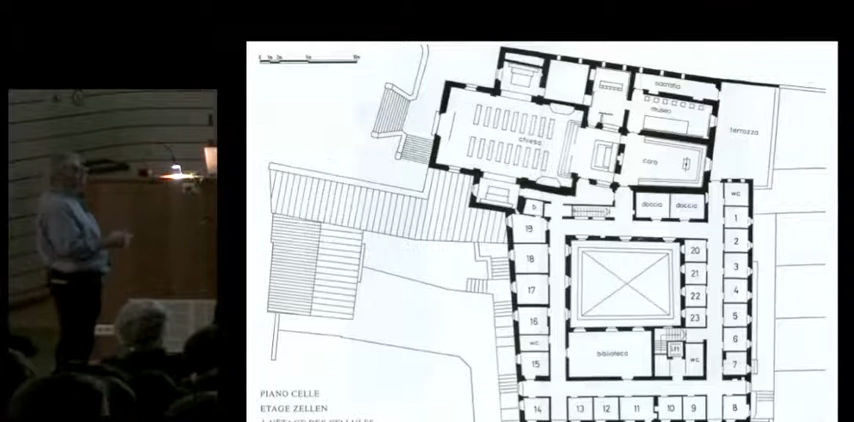 sacrestia
museo
chiesa
coro
terrazza
doccia doccia
wc
b
1
19
2
20
18
3
21
17
4
22
5
16
23
6
wc
lift
biblioteca
wc
15
7
14 13 12 11 10 9 8
PIANO CELLE
ETAGE ZELLEN